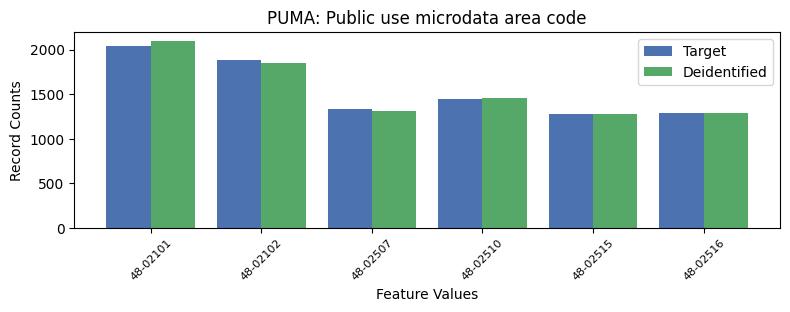 PUMA: Public use microdata area code
Target
Deidentified
Record Counts
2000
1500
1000
500
0
48-02101
48-02102
48-02507
48-02510
48-02515
48-02516
Feature Values